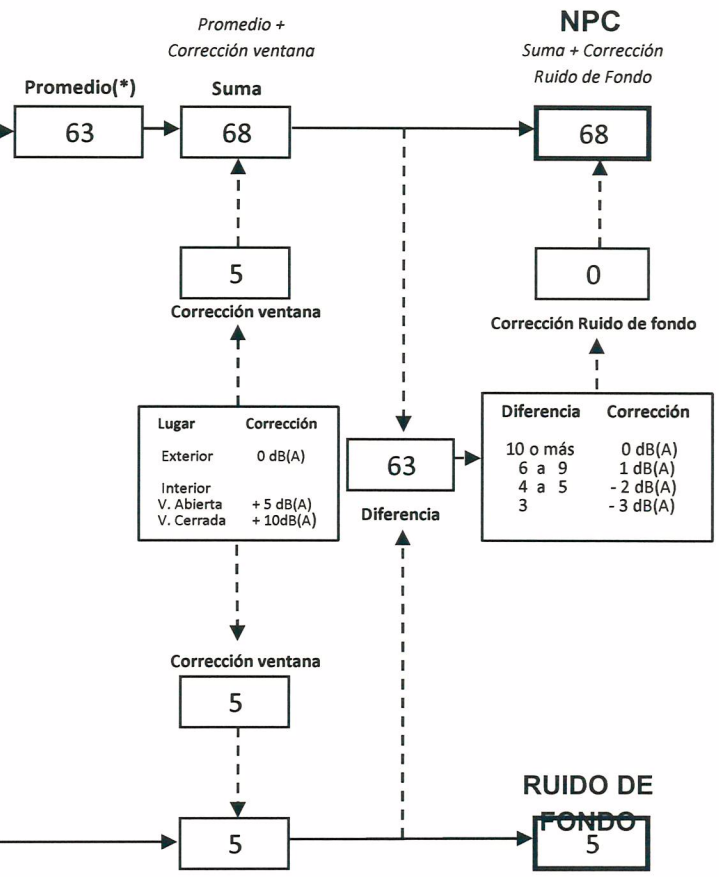 Promedio +
Corrección ventana
NPC
Suma + Corrección
Ruido de Fondo
Promedio(*)
Suma
63
68
68
5
0
Corrección ventana
Corrección Ruido de fondo
Lugar Corrección
Exterior 0 dB(A)
Interior
V. Abierta + 5 dB(A)
V. Cerrada + 10dB(A)
63
Diferencia
Diferencia Corrección
10 o más 0 dB(A)
6 a 9 1 dB(A)
4 a 5 - 2 dB(A)
3 - 3 dB(A)
Corrección ventana
5
RUIDO DE
FONDO
5
5